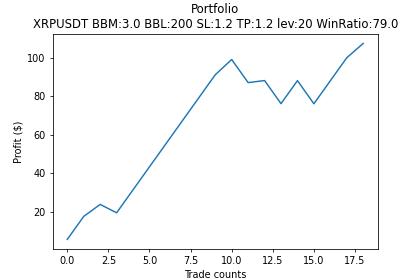 Portfolio
XRPUSDT BBM:3.0 BBL:200 SL:1.2 TP:1.2 lev:20 WinRatio:79.0
100
80
60
40
20
Profit ($)
0.0 2.5 5.0 7.5 10.0 12.5 15.0 17.5
Trade counts